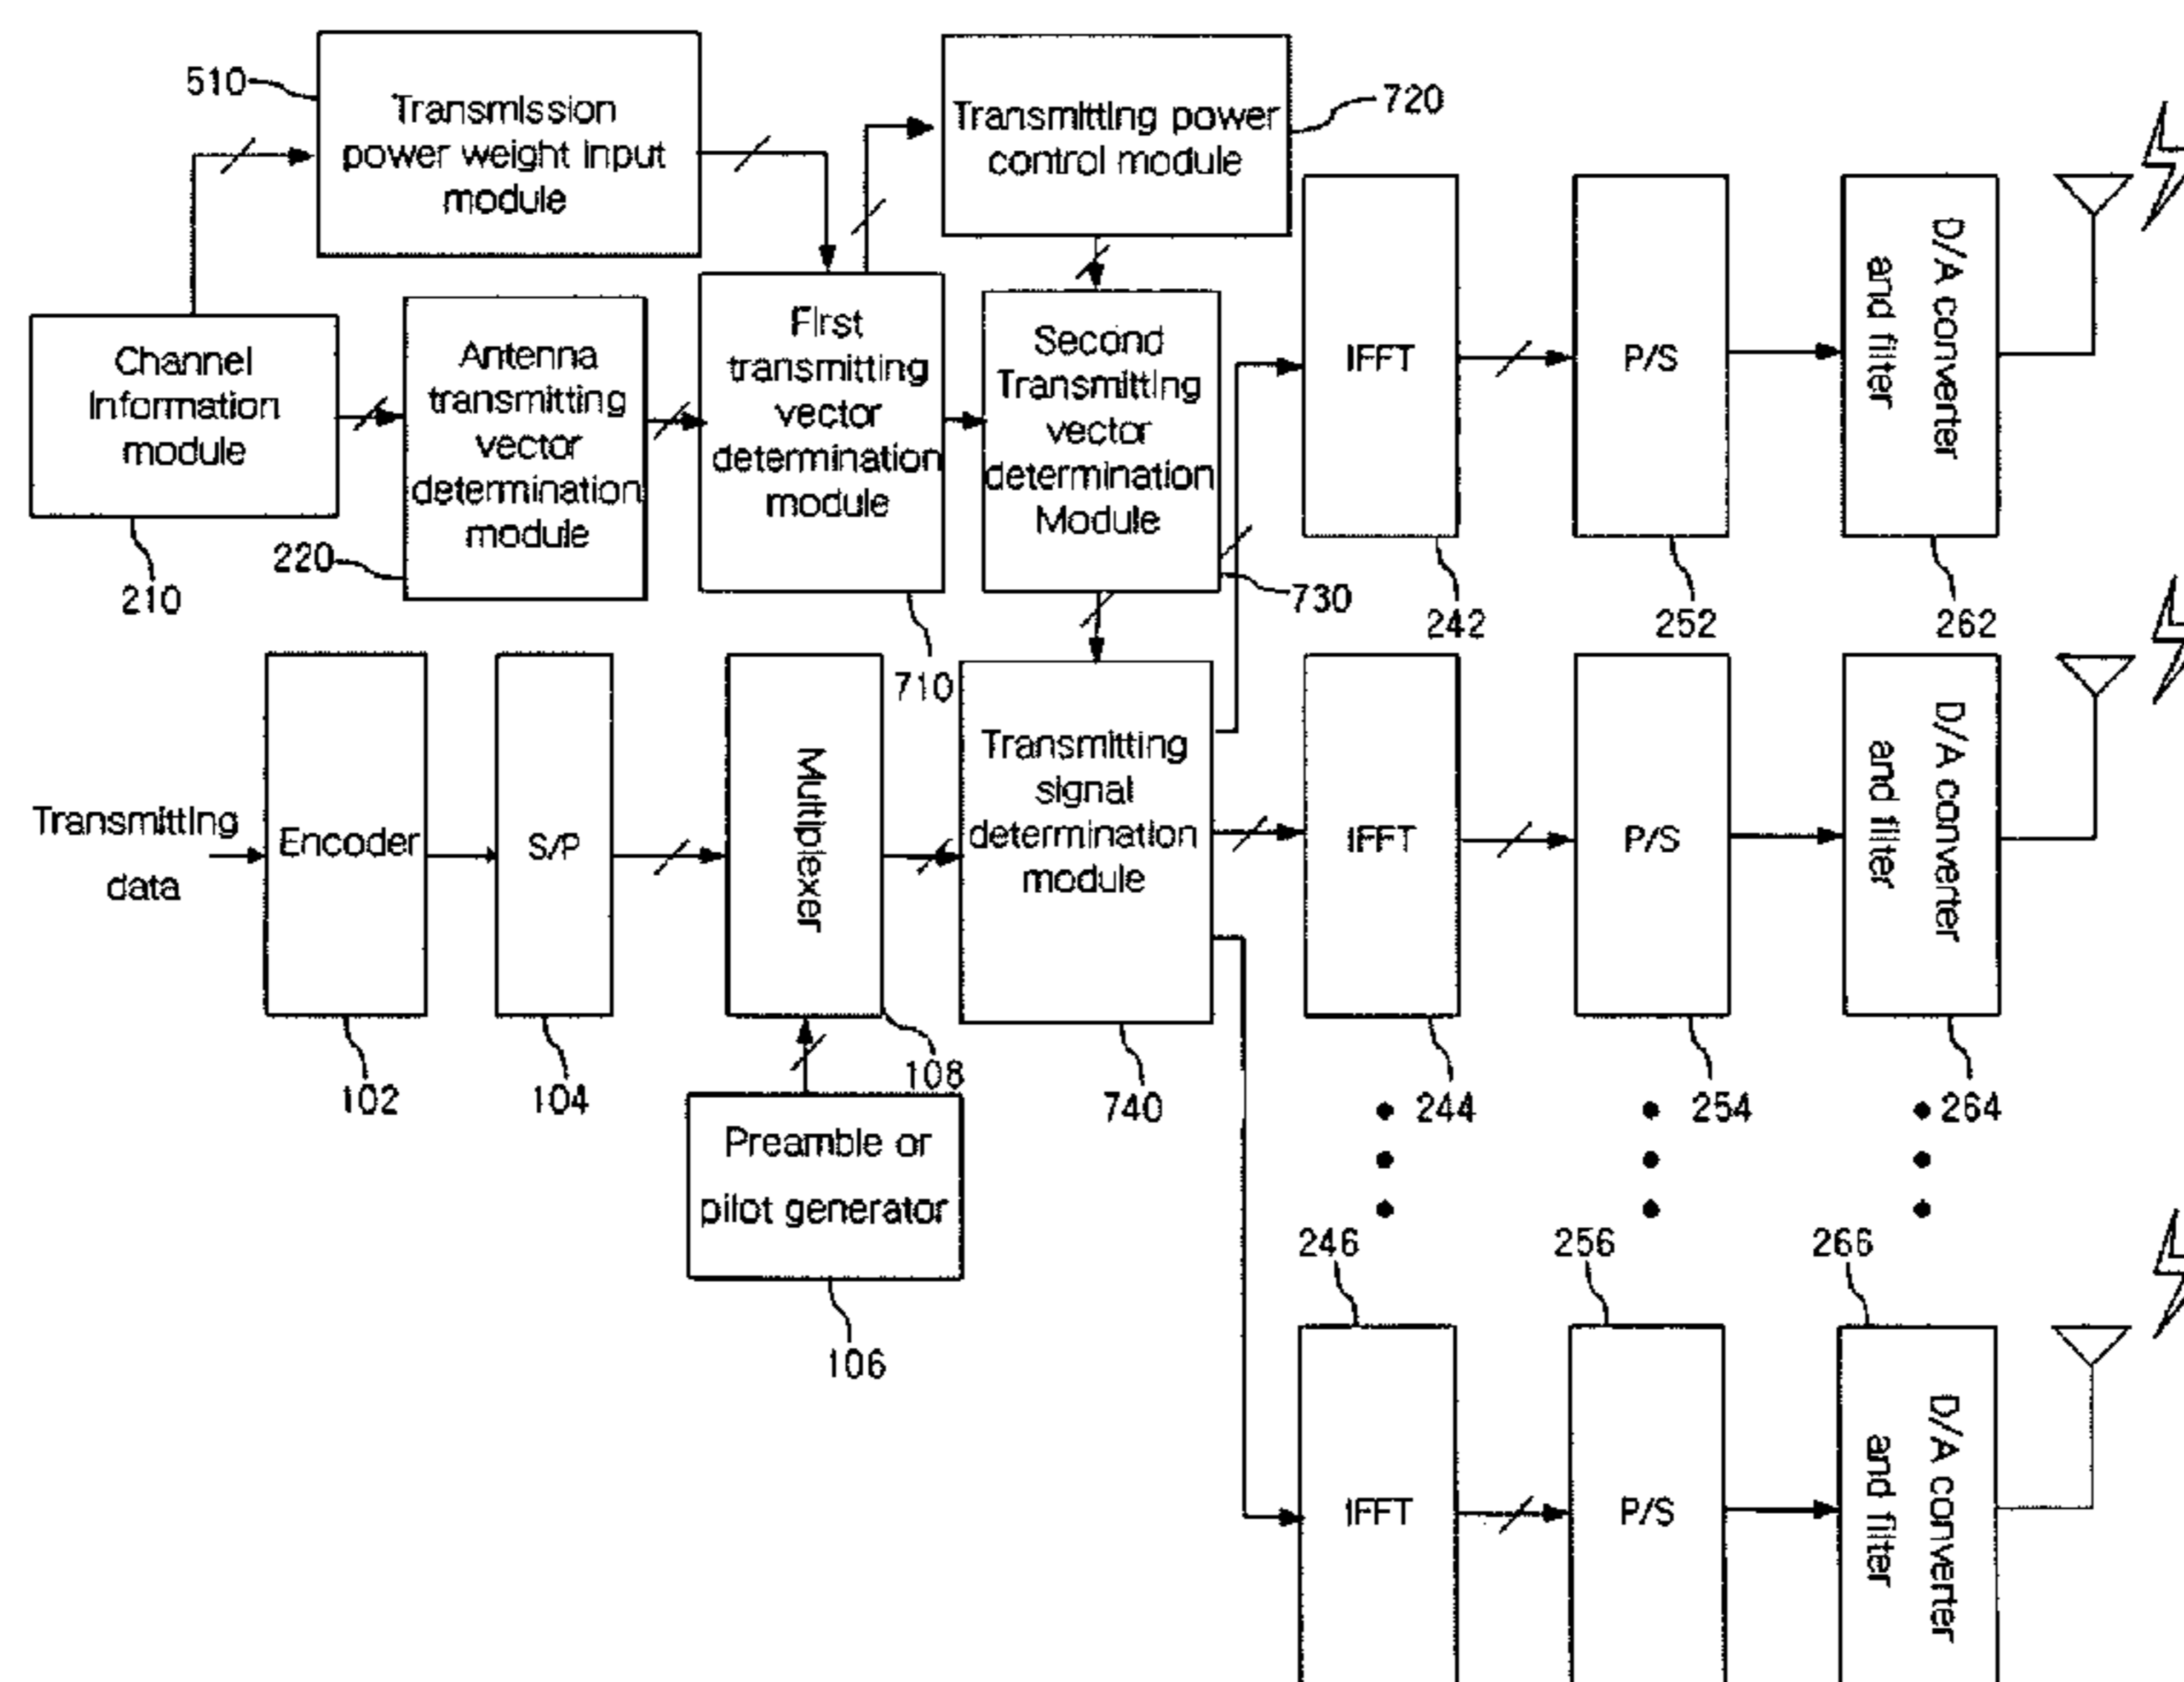 510
Transmission
power weight input
module
Transmitting power
control module
720
Channel
Information
module
210
Antenna
transmitting
vector
determination
module
220
First
transmitting
vector
determination
module
710
Second
Transmitting
vector
determination
Module
730
IFFT
242
P/S
252
D/A converter
and filter
262
Transmitting
data
Encoder
102
S/P
104
Multiplexer
108
Transmitting
signal
determination
module
740
IFFT
244
P/S
254
D/A converter
and filter
264
Preamble or
pilot generator
106
246
IFFT
256
P/S
266
D/A converter
and filter